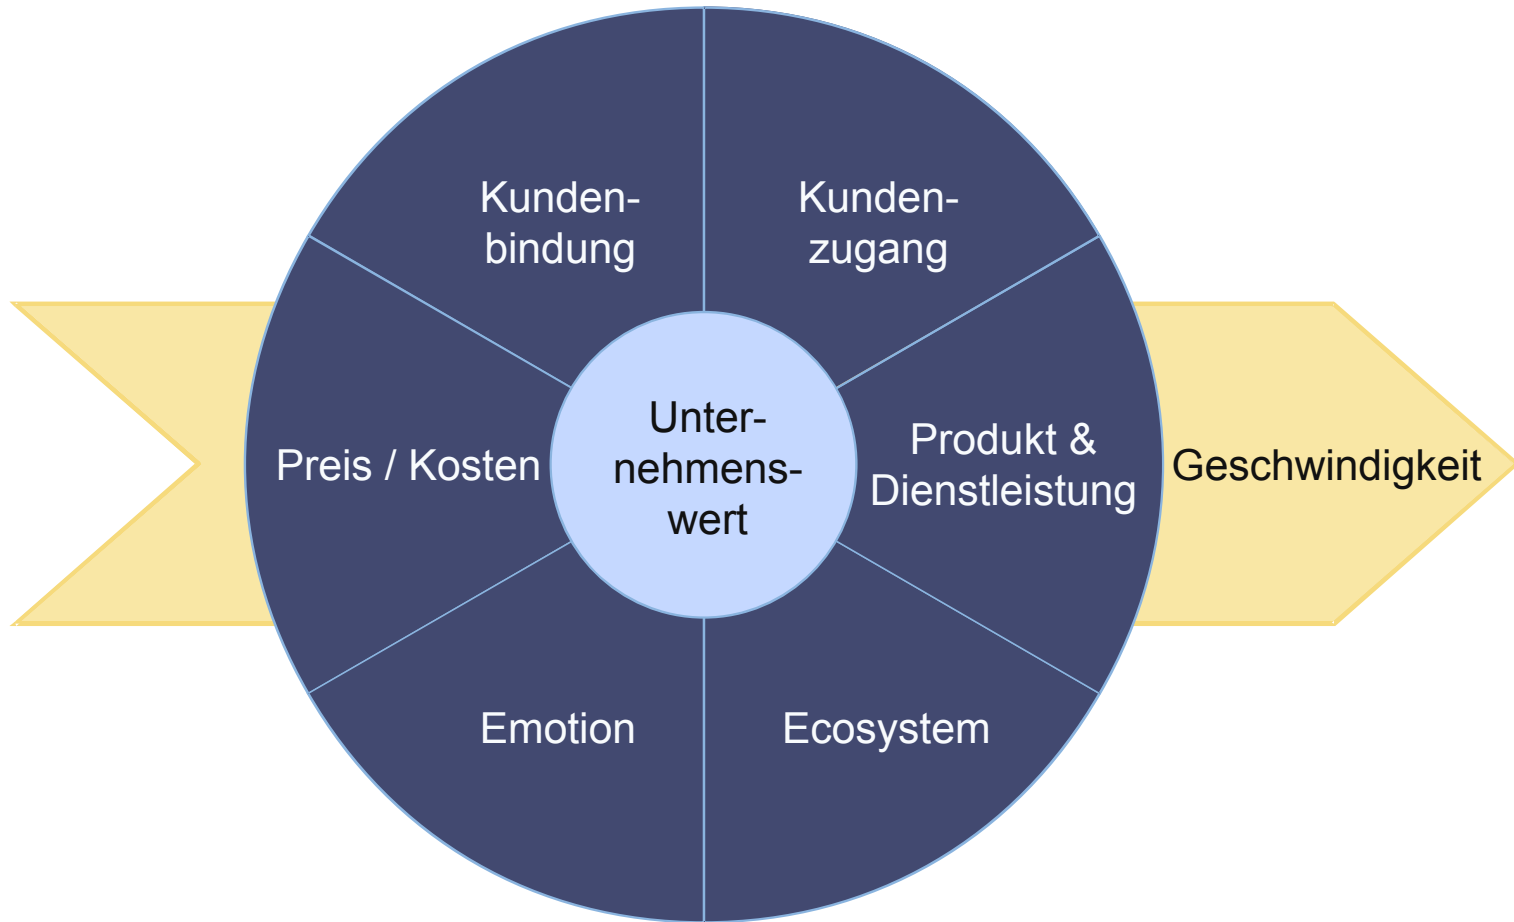 Kunden-
bindung
Kunden-
zugang
Preis / Kosten
Unter-
nehmens-
wert
Produkt &
Dienstleistung
Geschwindigkeit
Emotion
Ecosystem